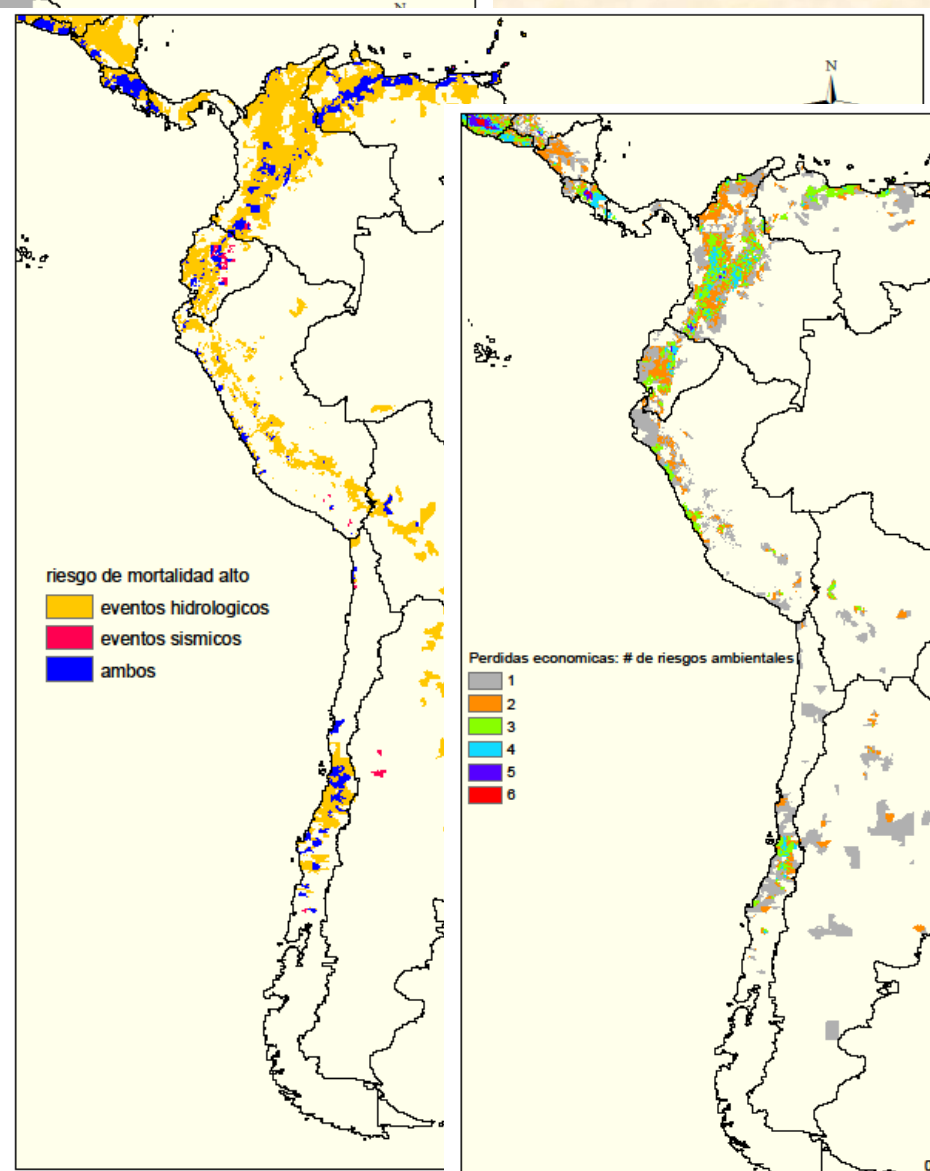 N
N
riesgo de mortalidad alto
eventos hidrologicos
eventos sismicos
ambos
Perdidas economicas: # de riesgos ambientales
1
2
3
4
5
6